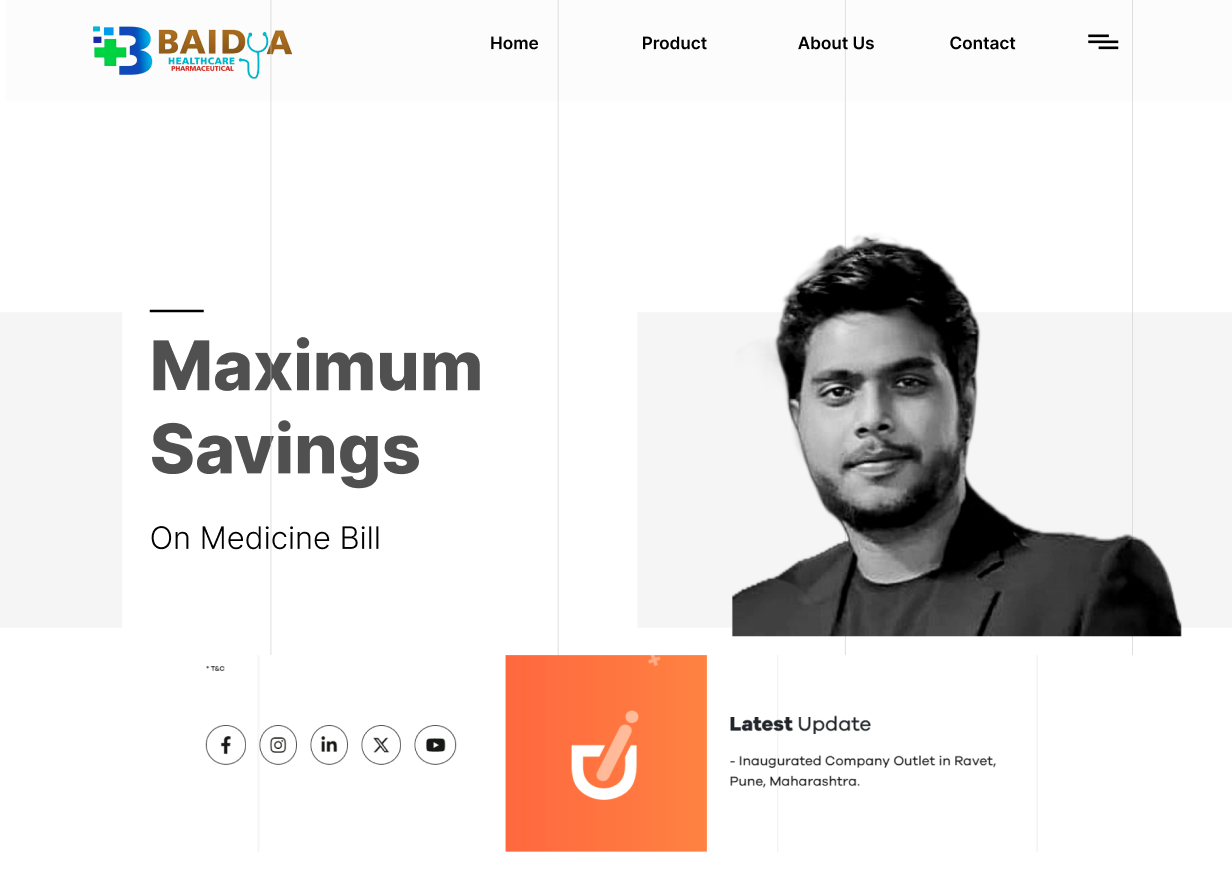 BAIDYA
HEALTHCARE
PHARMACEUTICAL
Home
Product
About Us
Contact
Maximum
Savings
On Medicine Bill
* T&C
Latest Update
- Inaugurated Company Outlet in Ravet,
Pune, Maharashtra.